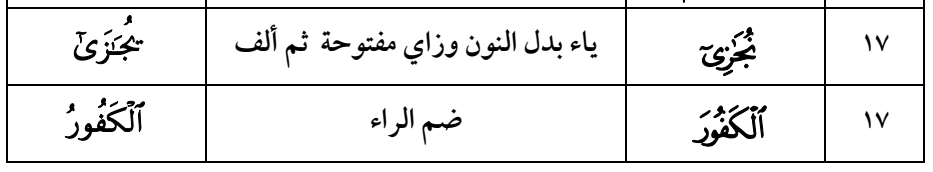 ١٧ نُجَٰزِيٓ ياء بدل النون وزاي مفتوحة ثم ألف يُجَٰزَىٰٓ
١٧ ٱلْكَفُورَ ضم الراء ٱلْكَفُورُ